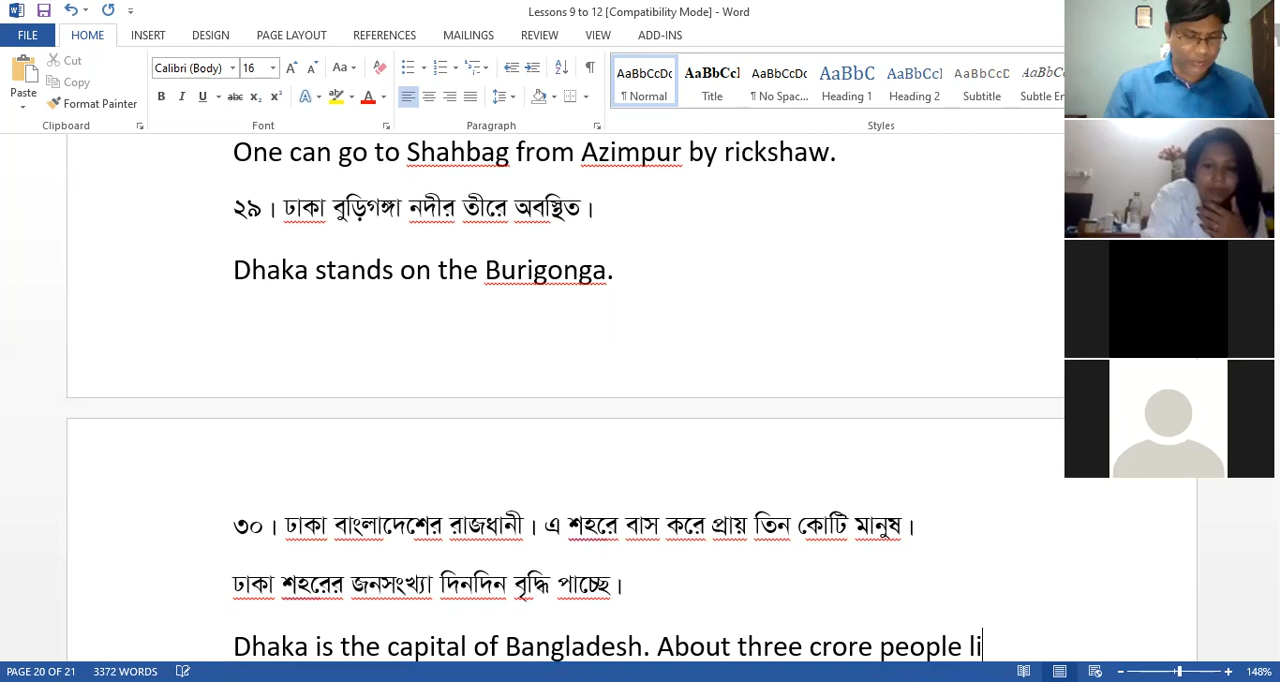 Lessons 9 to 12 [Compatibility Mode] - Word
FILE HOME INSERT DESIGN PAGE LAYOUT REFERENCES MAILINGS REVIEW VIEW ADD-INS
Cut
Copy
Format Painter
Paste
Calibri (Body) 16
AaBbCcDc AaBbCcI AaBbCcDc AaBbC AaBbCcI AaBbCcD AaBbCcDc
¶ Normal Title ¶ No Spac... Heading 1 Heading 2 Subtitle Subtle Em
Clipboard Font Paragraph Styles
One can go to Shahbag from Azimpur by rickshaw.
২৯। ঢাকা বুড়িগঙ্গা নদীর তীরে অবস্থিত।
Dhaka stands on the Burigonga.
৩০। ঢাকা বাংলাদেশের রাজধানী। এ শহরে বাস করে প্রায় তিন কোটি মানুষ।
ঢাকা শহরের জনসংখ্যা দিনদিন বৃদ্ধি পাচ্ছে।
Dhaka is the capital of Bangladesh. About three crore people li
PAGE 20 OF 21 3372 WORDS 148%